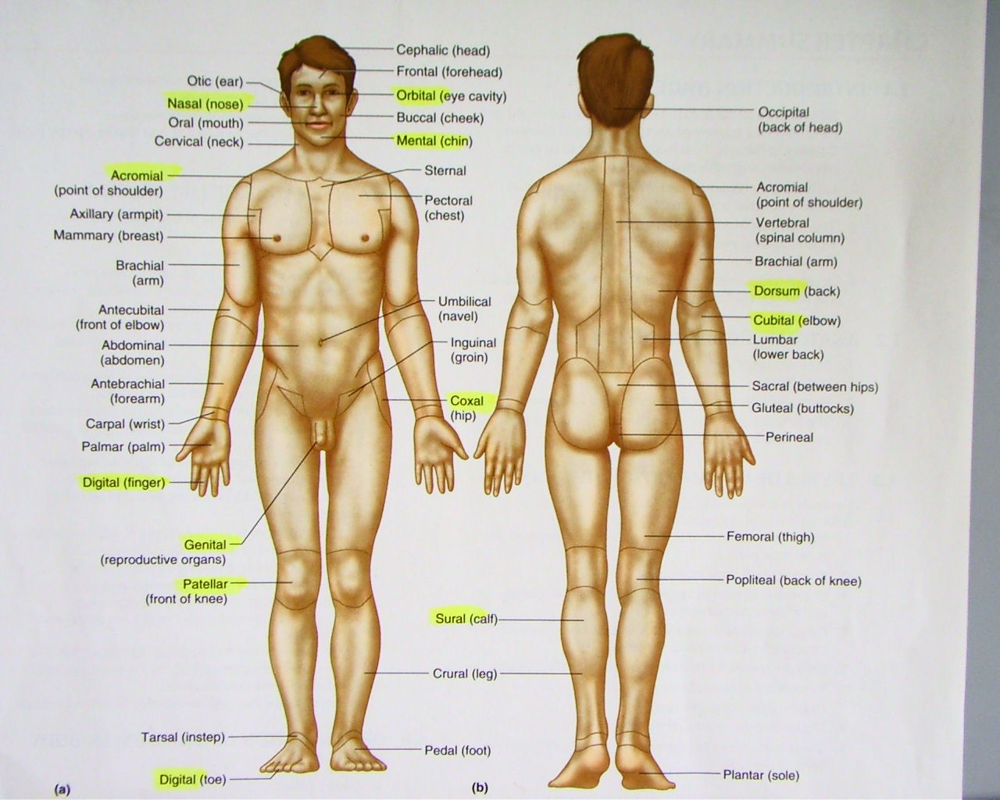 Cephalic (head)
Frontal (forehead)
Otic (ear)
Orbital (eye cavity)
Nasal (nose)
Buccal (cheek)
Oral (mouth)
Mental (chin)
Cervical (neck)
Sternal
Acromial
(point of shoulder)
Pectoral
(chest)
Axillary (armpit)
Mammary (breast)
Brachial
(arm)
Umbilical
(navel)
Antecubital
(front of elbow)
Inguinal
(groin)
Abdominal
(abdomen)
Antebrachial
(forearm)
Coxal
(hip)
Carpal (wrist)
Palmar (palm)
Digital (finger)
Genital
(reproductive organs)
Patellar
(front of knee)
Sural (calf)
Crural (leg)
Tarsal (instep)
Pedal (foot)
Digital (toe)
(a)
Occipital
(back of head)
Acromial
(point of shoulder)
Vertebral
(spinal column)
Brachial (arm)
Dorsum (back)
Cubital (elbow)
Lumbar
(lower back)
Sacral (between hips)
Gluteal (buttocks)
Perineal
Femoral (thigh)
Popliteal (back of knee)
Plantar (sole)
(b)